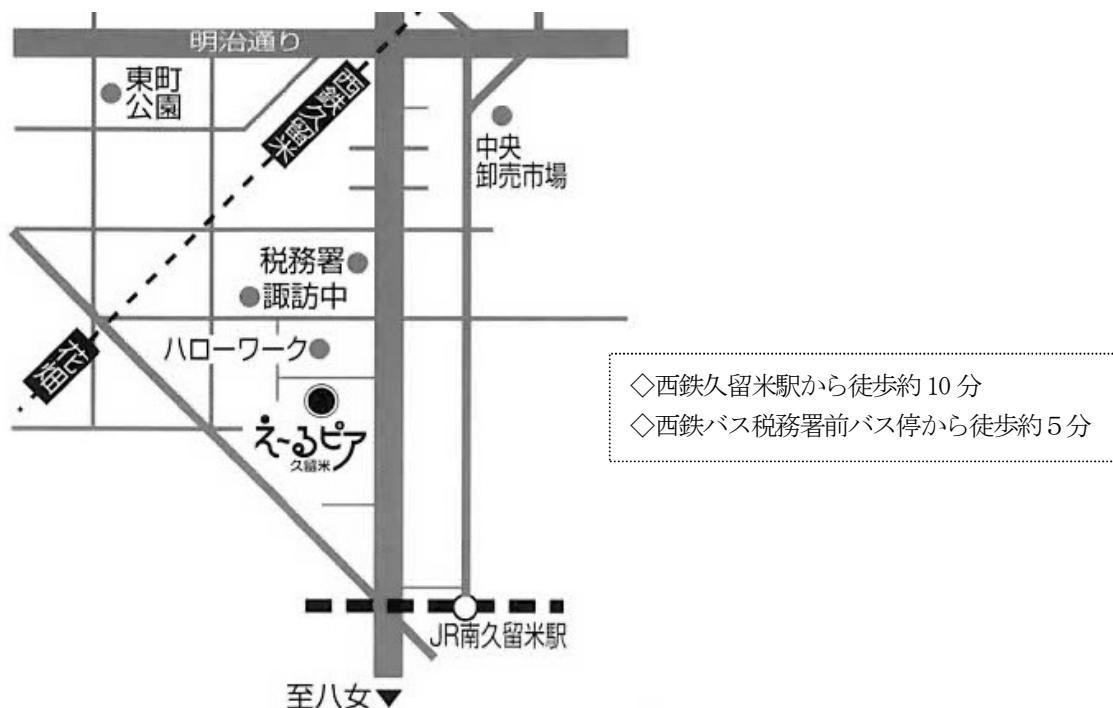 明治通り
東町
公園
西鉄久留米
中央
卸売市場
税務署
諏訪中
ハローワーク
花畑
えーるピア
久留米
◇西鉄久留米駅から徒歩約 10 分
◇西鉄バス税務署前バス停から徒歩約５分
JR南久留米駅
至八女▼